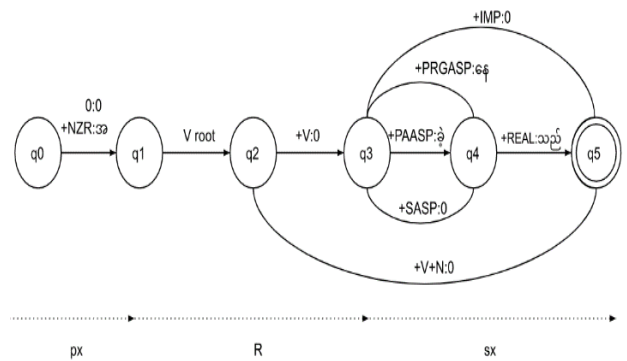 +IMP:0
+PRGASP:နေ
0:0
+NZR:အ
V root
+V:0
+PAASP:ခဲ့
+REAL:သည်
q0
q1
q2
q3
q4
q5
+SASP:0
+V+N:0
px
R
sx